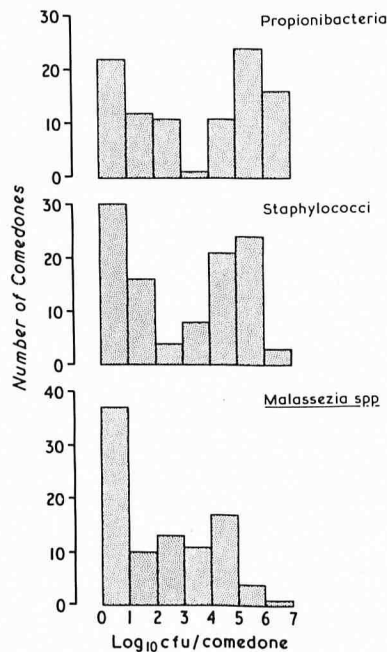 Propionibacteria
30
20
10
0
Staphylococci
30
20
10
0
Number of Comedones
Malassezia spp
40
30
20
10
0
0 1 2 3 4 5 6 7
Log10 cfu/comedone